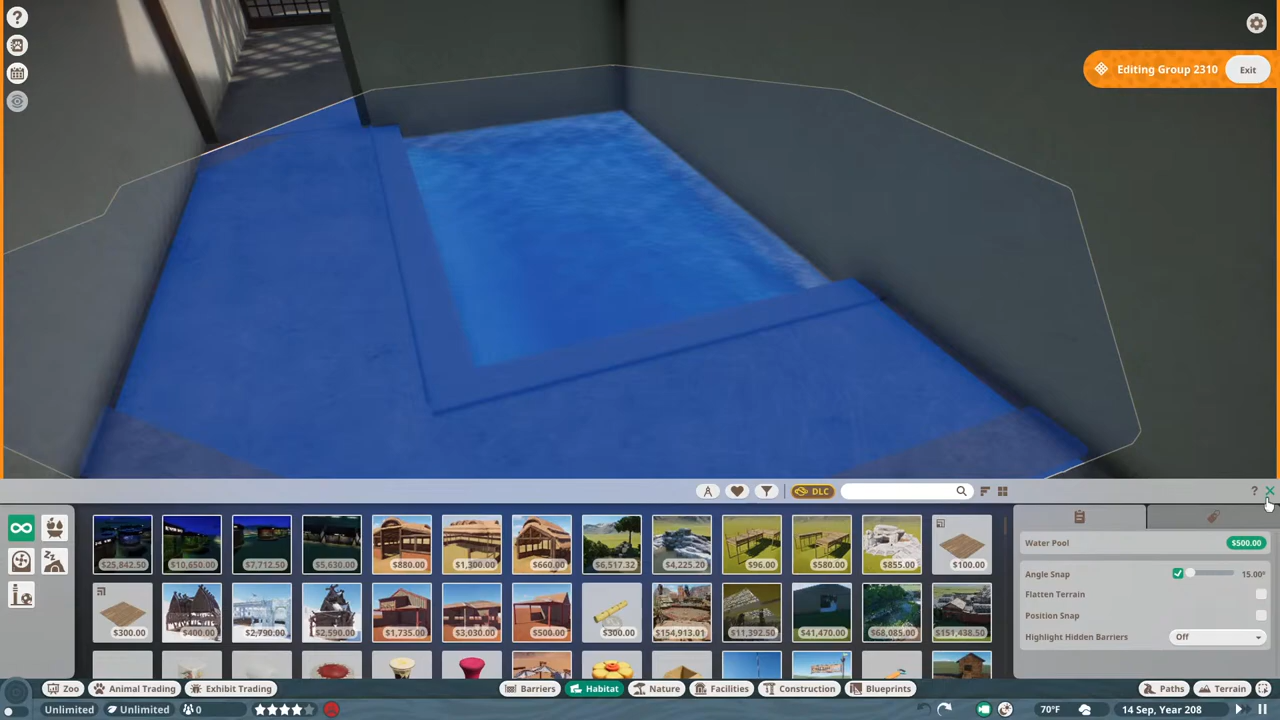 ?
Editing Group 2310
Exit
DLC
?
$25,842.50
$10,650.00
$7,712.50
$5,630.00
$880.00
$1,300.00
$660.00
$6,517.32
$4,225.20
$96.00
$580.00
$855.00
$100.00
Water Pool
$500.00
$300.00
$400.00
$2,790.00
$2,590.00
$1,735.00
$3,030.00
$500.00
$300.00
$154,913.01
$11,392.50
$41,470.00
$68,085.00
$151,438.50
Angle Snap
15.00°
Flatten Terrain
Position Snap
Highlight Hidden Barriers
Off
Zoo
Animal Trading
Exhibit Trading
Barriers
Habitat
Nature
Facilities
Construction
Blueprints
Paths
Terrain
Unlimited
Unlimited
0
70°F
14 Sep, Year 208